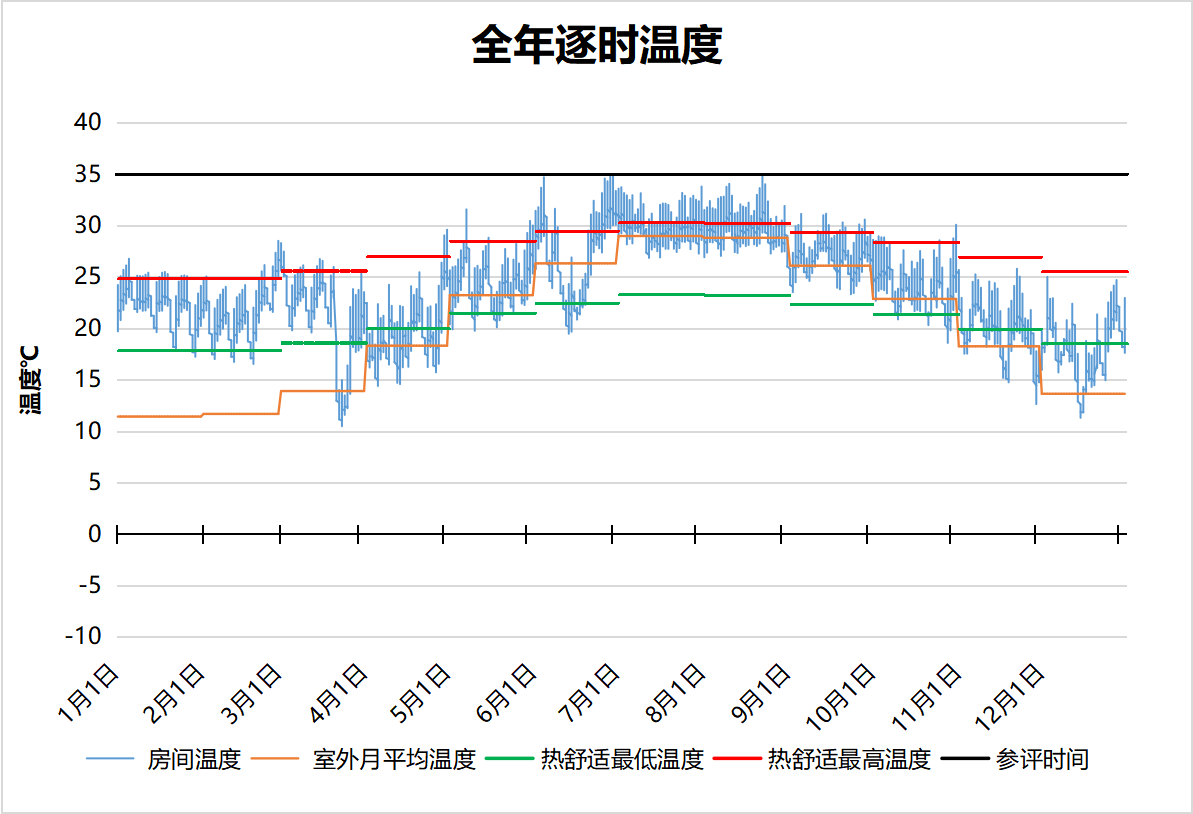 全年逐时温度
40
35
30
25
20
15
10
5
0
-5
-10
温度℃
1月1日
2月1日
3月1日
4月1日
5月1日
6月1日
7月1日
8月1日
9月1日
10月1日
11月1日
12月1日
房间温度 室外月平均温度 热舒适最低温度 热舒适最高温度 参评时间